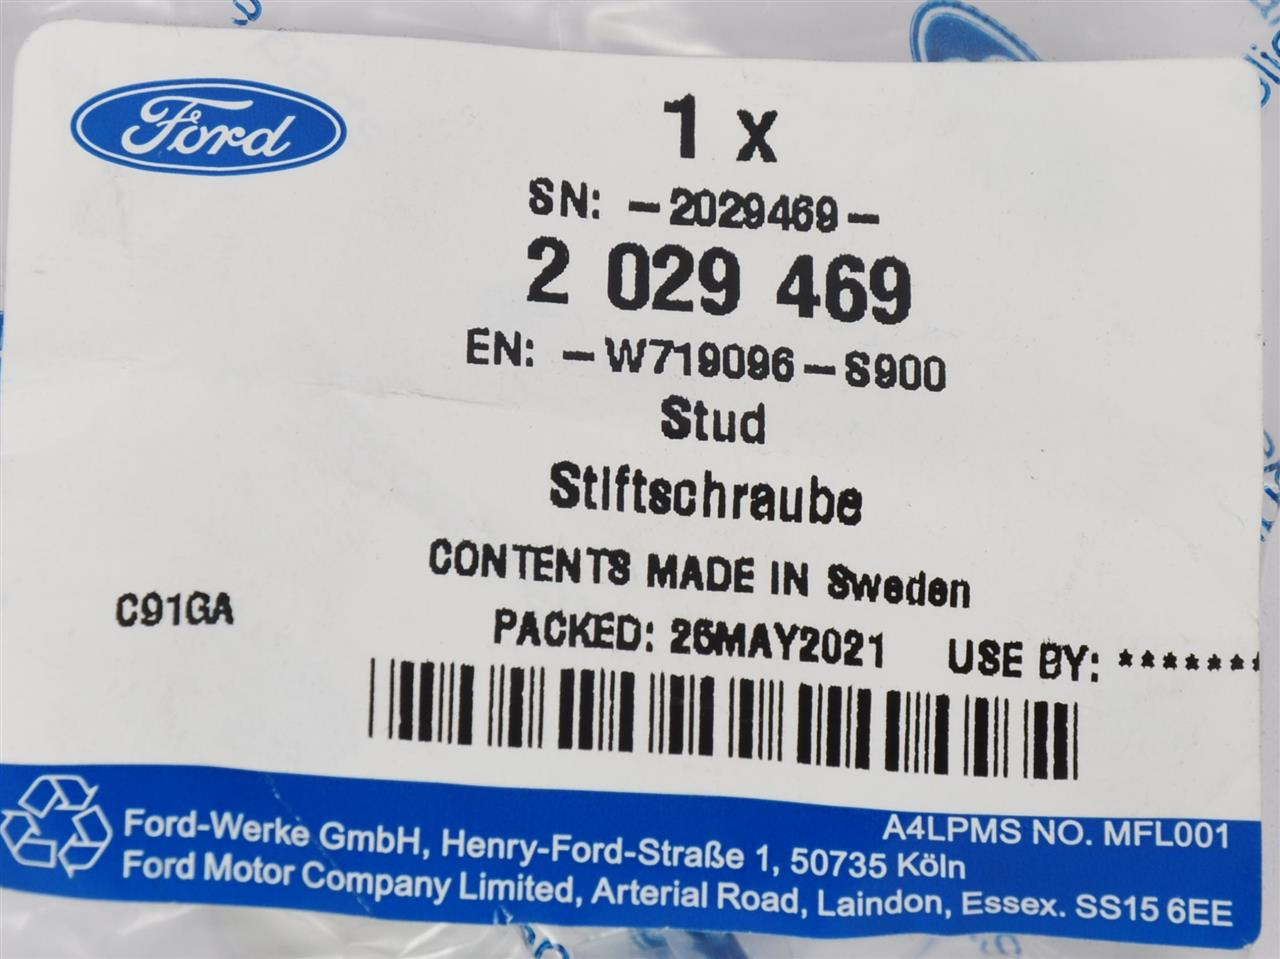 Ford
1 x
SN: -2029469-
2 029 469
EN: -W719096-S900
Stud
Stiftschraube
CONTENTS MADE IN Sweden
C91GA
PACKED: 26MAY2021 USE BY: *******
A4LPMS NO. MFL001
Ford-Werke GmbH, Henry-Ford-Straße 1, 50735 Köln
Ford Motor Company Limited, Arterial Road, Laindon, Essex. SS15 6EE